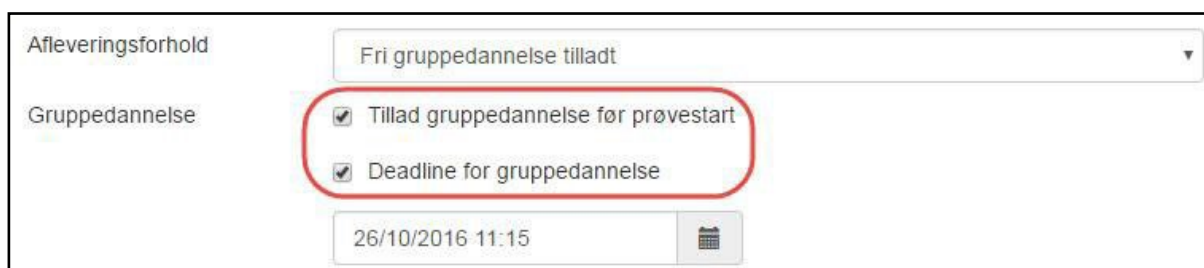 Afleveringsforhold
Fri gruppedannelse tilladt
Gruppedannelse
Tillad gruppedannelse før prøvestart
Deadline for gruppedannelse
26/10/2016 11:15